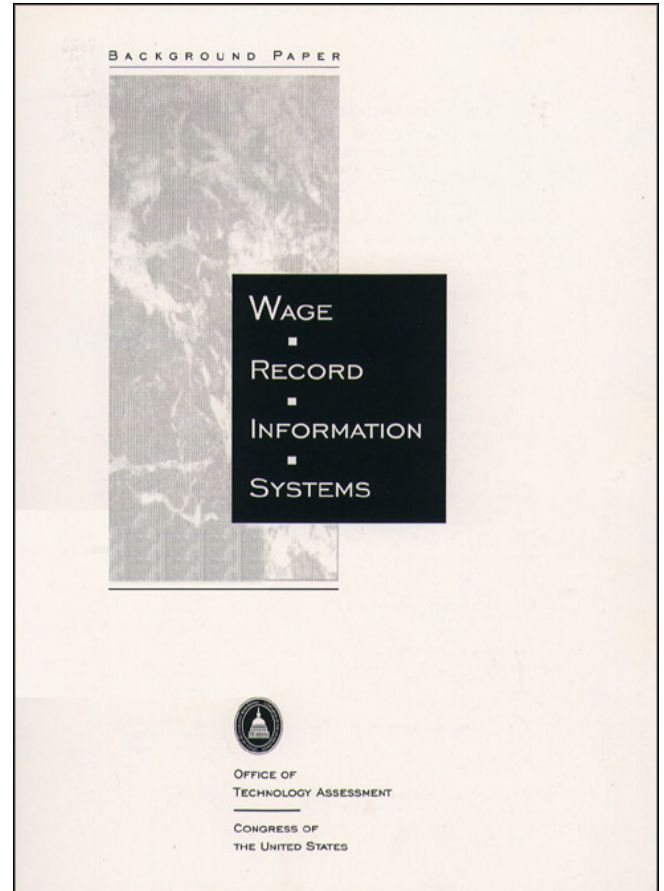 BACKGROUND PAPER
WAGE
RECORD
INFORMATION
SYSTEMS
OFFICE OF
TECHNOLOGY ASSESSMENT
CONGRESS OF
THE UNITED STATES